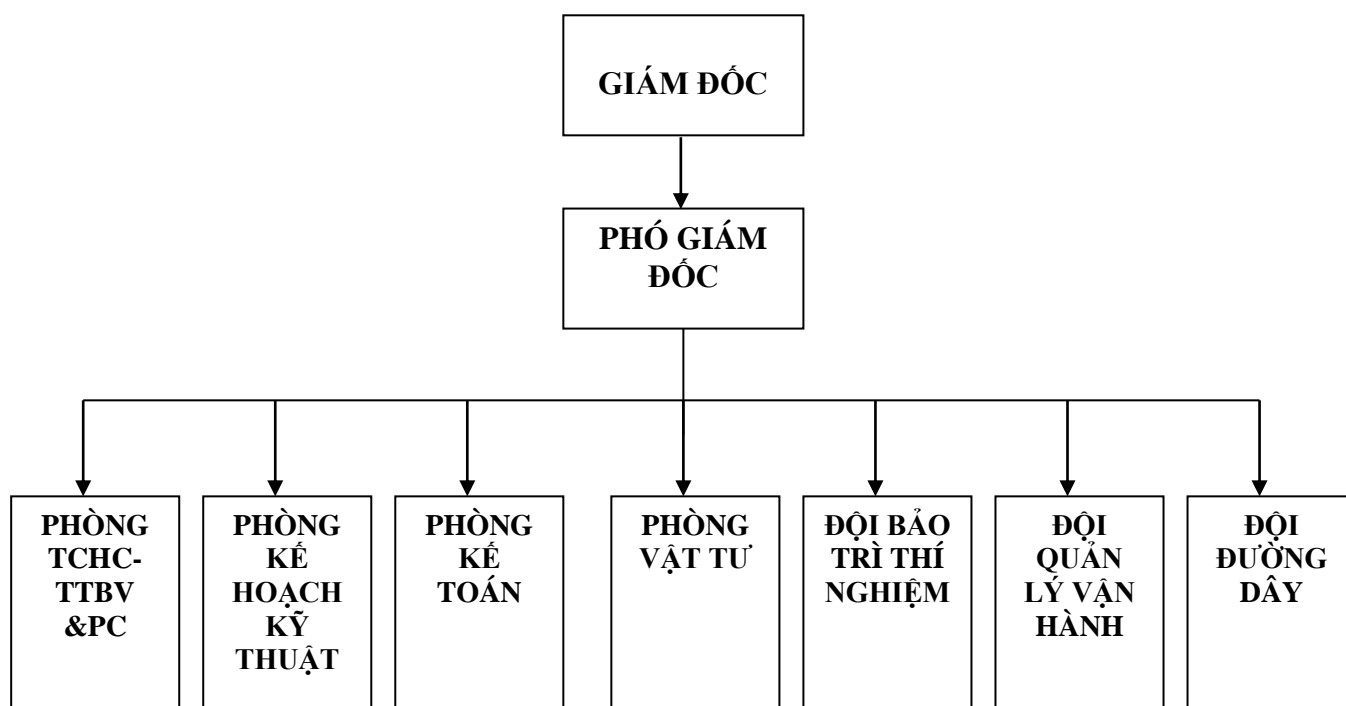 GIÁM ĐỐC
PHÓ GIÁM
ĐỐC
PHÒNG
TCHC-
TTBV
&PC
PHÒNG
KẾ
HOẠCH
KỸ
THUẬT
PHÒNG
KẾ
TOÁN
PHÒNG
VẬT TƯ
ĐỘI BẢO
TRÌ THÍ
NGHIỆM
ĐỘI
QUẢN
LÝ VẬN
HÀNH
ĐỘI
ĐƯỜNG
DÂY